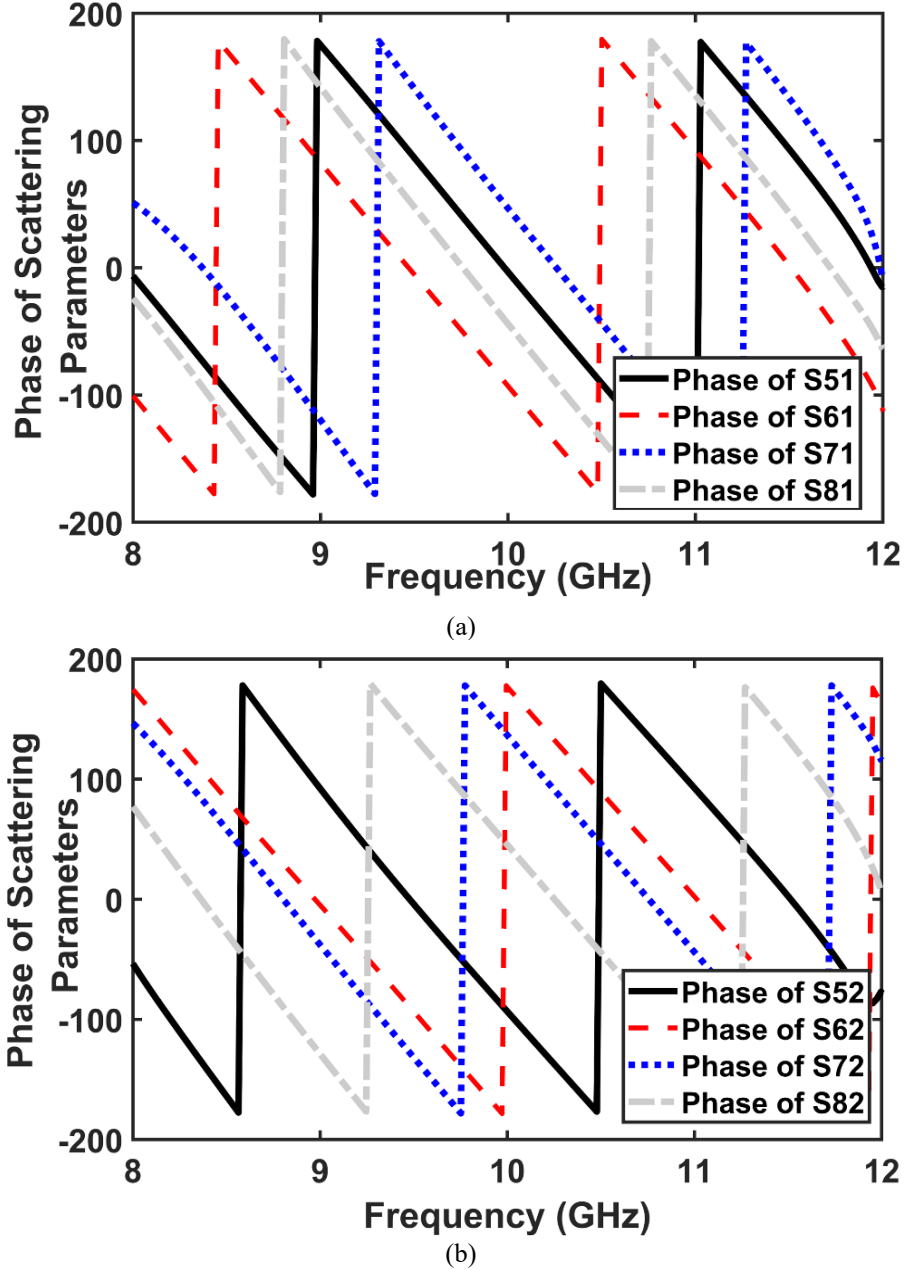 200
100
0
-100
-200
Phase of Scattering
Parameters
8
9
10
11
12
Frequency (GHz)
Phase of S51
Phase of S61
Phase of S71
Phase of S81
(a)
200
100
0
-100
-200
Phase of Scattering
Parameters
8
9
10
11
12
Frequency (GHz)
Phase of S52
Phase of S62
Phase of S72
Phase of S82
(b)